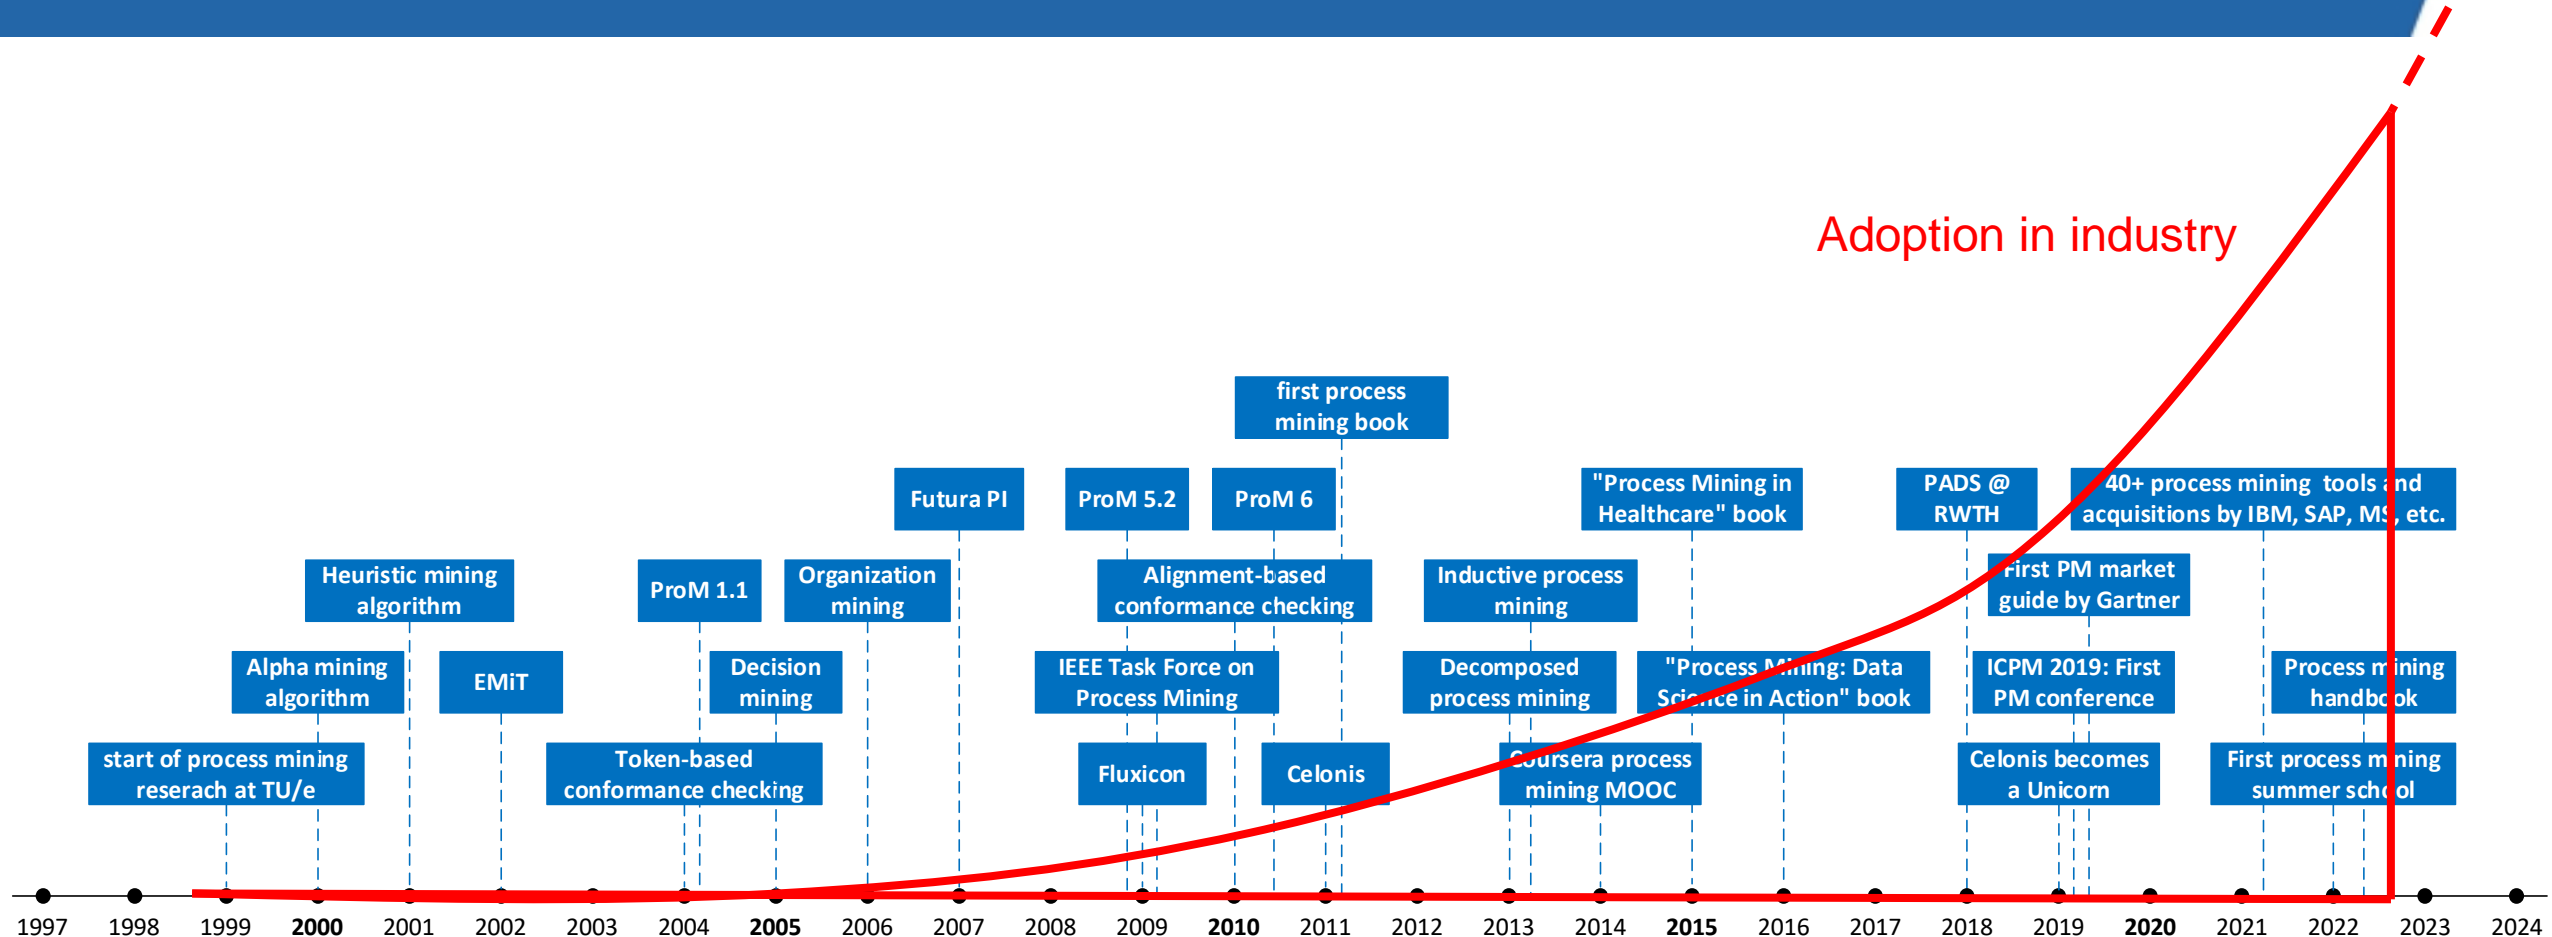 Adoption in industry
first process
mining book
Futura PI
ProM 5.2
ProM 6
"Process Mining in
Healthcare" book
PADS @
RWTH
40+ process mining  tools and
acquisitions by IBM, SAP, MS, etc.
Heuristic mining
algorithm
ProM 1.1
Organization
mining
Alignment-based
conformance checking
Inductive process
mining
First PM market
guide by Gartner
Alpha mining
algorithm
EMiT
Decision
mining
IEEE Task Force on
Process Mining
Decomposed
process mining
"Process Mining: Data
Science in Action" book
ICPM 2019: First
PM conference
Process mining
handbook
start of process mining
reserach at TU/e
Token-based
conformance checking
Fluxicon
Celonis
Coursera process
mining MOOC
Celonis becomes
a Unicorn
First process mining
summer school
1997 1998 1999 2000 2001 2002 2003 2004 2005 2006 2007 2008 2009 2010 2011 2012 2013 2014 2015 2016 2017 2018 2019 2020 2021 2022 2023 2024